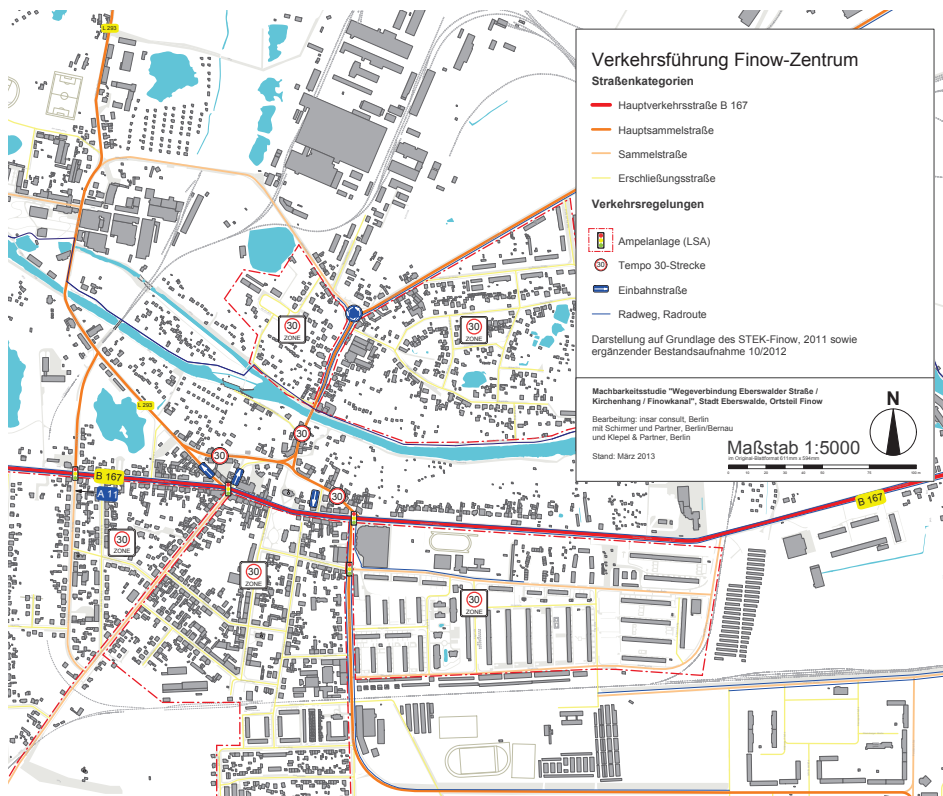 L 293
Verkehrsführung Finow-Zentrum
Straßenkategorien
Hauptverkehrsstraße B 167
Hauptsammelstraße
Sammelstraße
Erschließungsstraße
Verkehrsregelungen
Ampelanlage (LSA)
30
Tempo 30-Strecke
Einbahnstraße
Radweg, Radroute
Darstellung auf Grundlage des STEK-Finow, 2011 sowie
ergänzender Bestandsaufnahme 10/2012
Machbarkeitsstudie "Wegeverbindung Eberswalder Straße /
Kirchenhang / Finowkanal", Stadt Eberswalde, Ortsteil Finow
Bearbeitung: insar consult, Berlin
mit Schirmer und Partner, Berlin/Bernau
und Klepel & Partner, Berlin
Stand: März 2013
N
Maßstab 1:5000
30
ZONE
30
ZONE
L 293
30
30
B 167
A 11
30
B 167
30
ZONE
30
ZONE
30
ZONE